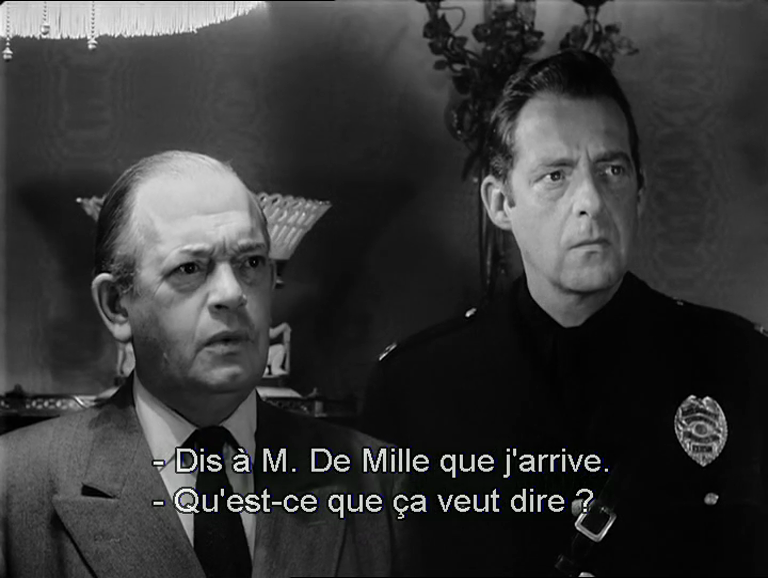 - Dis à M. De Mille que j'arrive.
- Qu'est-ce que ça veut dire ?